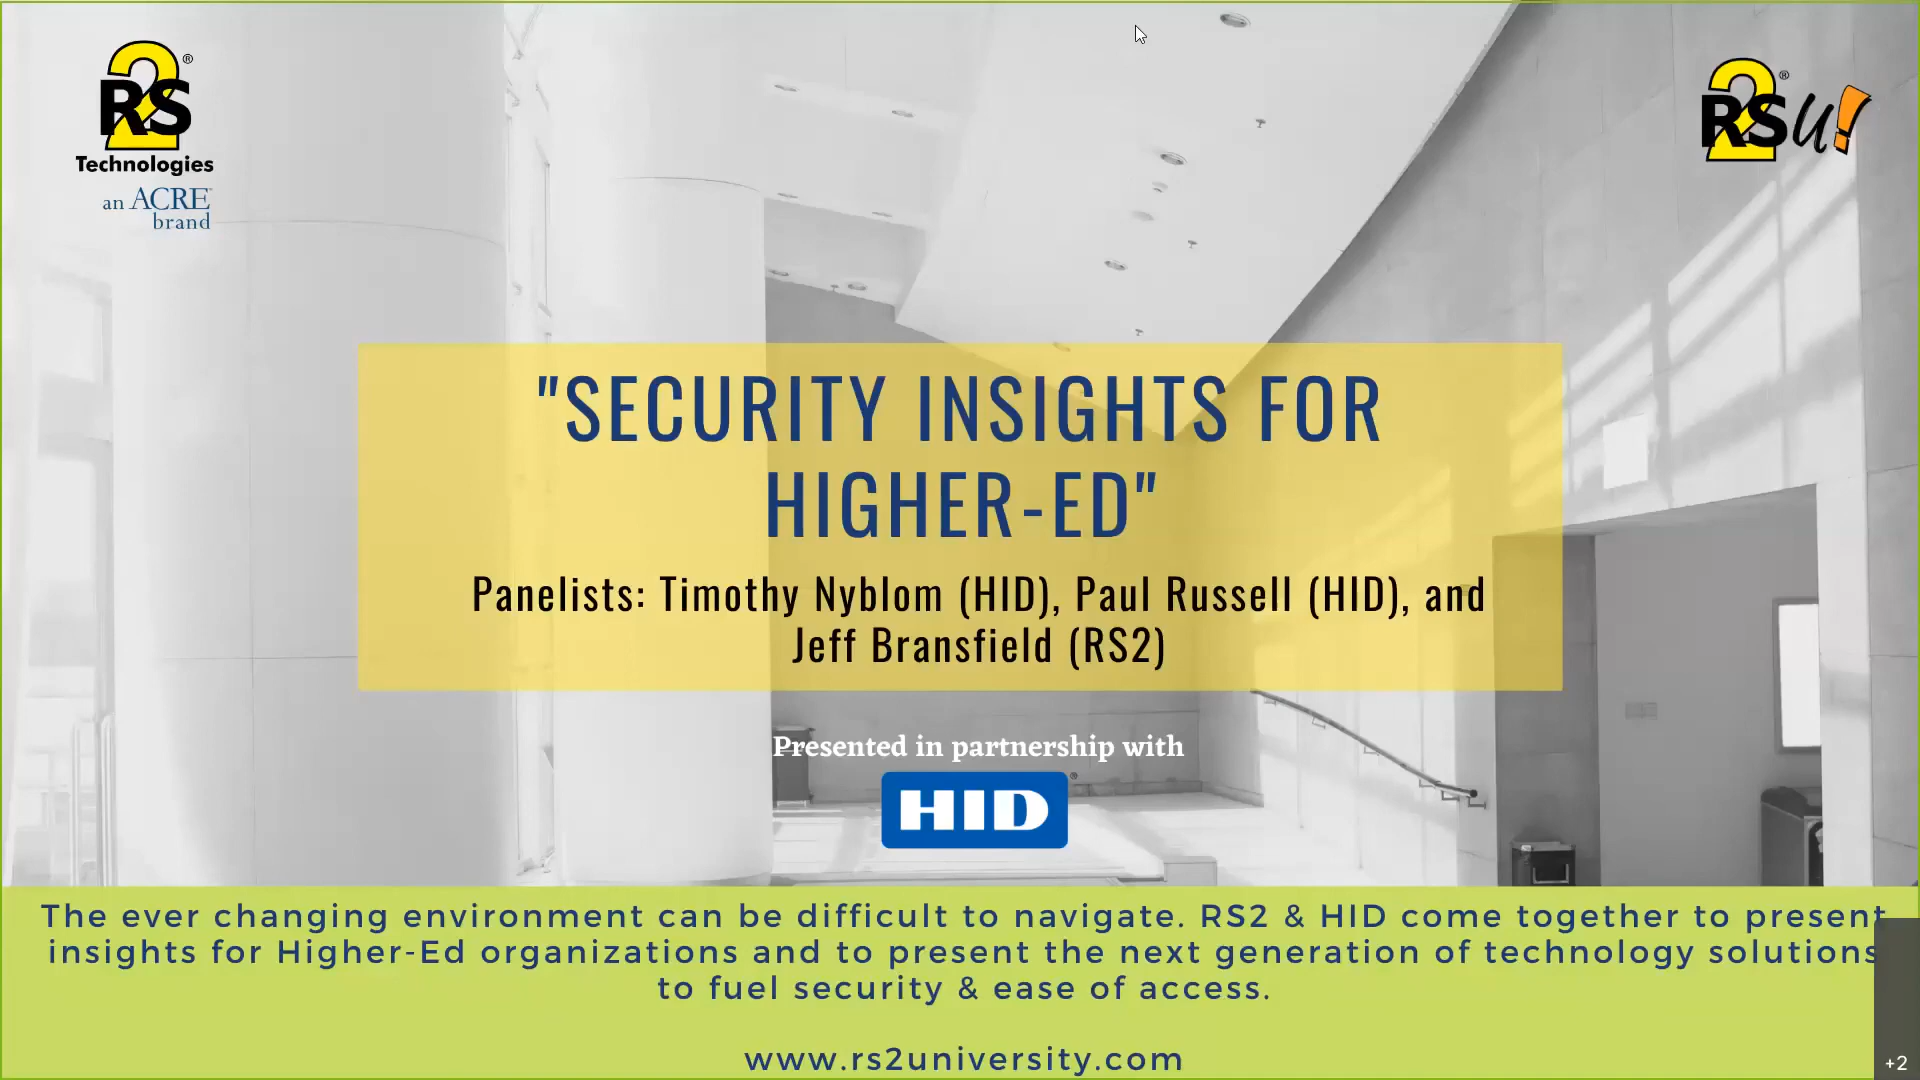 RS2®
Technologies
an ACRE
brand
RS2® u!
"SECURITY INSIGHTS FOR
HIGHER-ED"
Panelists: Timothy Nyblom (HID), Paul Russell (HID), and
Jeff Bransfield (RS2)
Presented in partnership with
HID®
The ever changing environment can be difficult to navigate. RS2 & HID come together to present
insights for Higher-Ed organizations and to present the next generation of technology solutions
to fuel security & ease of access.
www.rs2university.com
+2